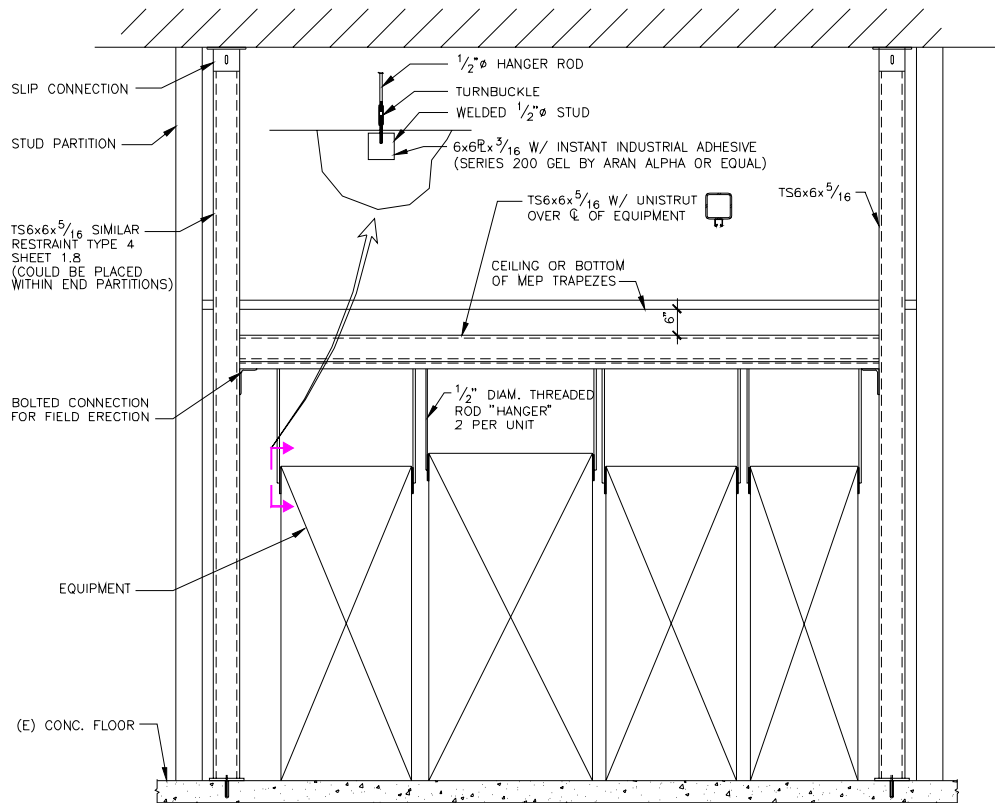 SLIP CONNECTION
STUD PARTITION
TS6x6x5/16 SIMILAR
RESTRAINT TYPE 4
SHEET 1.8
(COULD BE PLACED
WITHIN END PARTITIONS)
1/2"ø HANGER ROD
TURNBUCKLE
WELDED 1/2"ø STUD
6x6℄x3/16 W/ INSTANT INDUSTRIAL ADHESIVE
(SERIES 200 GEL BY ARAN ALPHA OR EQUAL)
TS6x6x5/16 W/ UNISTRUT
OVER ℄ OF EQUIPMENT
TS6x6x5/16
CEILING OR BOTTOM
OF MEP TRAPEZES
6"
BOLTED CONNECTION
FOR FIELD ERECTION
1/2" DIAM. THREADED
ROD "HANGER"
2 PER UNIT
EQUIPMENT
(E) CONC. FLOOR